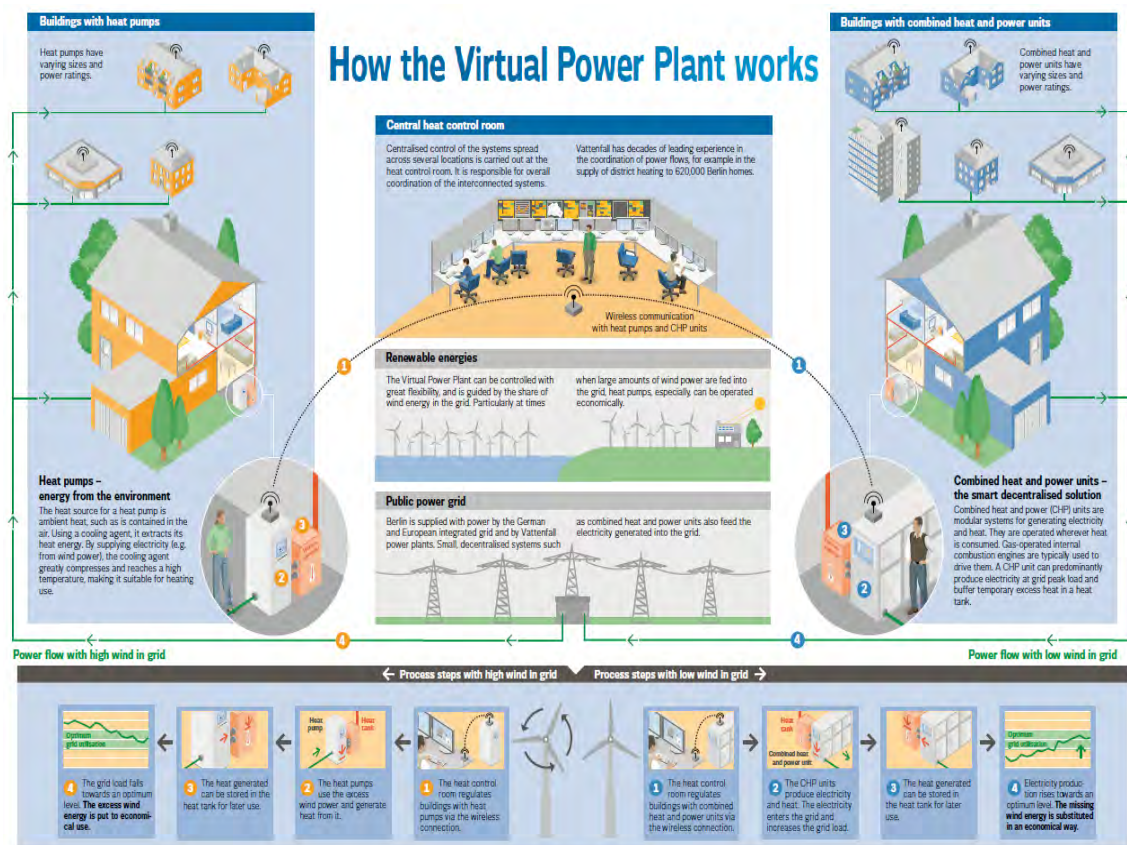 How the Virtual Power Plant works
Buildings with heat pumps
Heat pumps have
varying sizes and
power ratings.
Heat pumps –
energy from the environment
The heat source for a heat pump is
ambient heat, such as is contained in the
air. Using a cooling agent, it extracts its
heat energy. By supplying electricity (e.g.
from wind power), the cooling agent
greatly compresses and reaches a high
temperature, making it suitable for heating
use.
3
2
1
4
Central heat control room
Centralised control of the systems spread
across several locations is carried out at the
heat control room. It is responsible for overall
coordination of the interconnected systems.
Vattenfall has decades of leading experience in
the coordination of power flows, for example in the
supply of district heating to 620,000 Berlin homes.
Wireless communication
with heat pumps and CHP units
Renewable energies
The Virtual Power Plant can be controlled with
great flexibility, and is guided by the share of
wind energy in the grid. Particularly at times
when large amounts of wind power are fed into
the grid, heat pumps, especially, can be operated
economically.
Public power grid
Berlin is supplied with power by the German
and European integrated grid and by Vattenfall
power plants. Small, decentralised systems such
as combined heat and power units also feed the
electricity generated into the grid.
Buildings with combined heat and power units
Combined heat and
power units have
varying sizes and
power ratings.
Combined heat and power units –
the smart decentralised solution
Combined heat and power (CHP) units are
modular systems for generating electricity
and heat. They are operated wherever heat
is consumed. Gas-operated internal
combustion engines are typically used to
drive them. A CHP unit can predominantly
produce electricity at grid peak load and
buffer temporary excess heat in a heat
tank.
1
3
2
4
Power flow with high wind in grid
Power flow with low wind in grid
← Process steps with high wind in grid
Process steps with low wind in grid →
Optimum
grid utilisation
4 The grid load falls
towards an optimum
level. The excess wind
energy is put to economi-
cal use.
3 The heat generated
can be stored in the
heat tank for later use.
Heat
pump
Heat
tank
2 The heat pumps
use the excess
wind power and generate
heat from it.
1 The heat control
room regulates
buildings with heat
pumps via the wireless
connection.
1 The heat control
room regulates
buildings with combined
heat and power units via
the wireless connection.
Heat
tank
Combined heat
and power unit
2 The CHP units
produce electricity
and heat. The electricity
enters the grid and
increases the grid load.
3 The heat generated
can be stored in
the heat tank for later
use.
Optimum
grid utilisation
4 Electricity produc-
tion rises towards an
optimum level. The missing
wind energy is substituted
in an economical way.